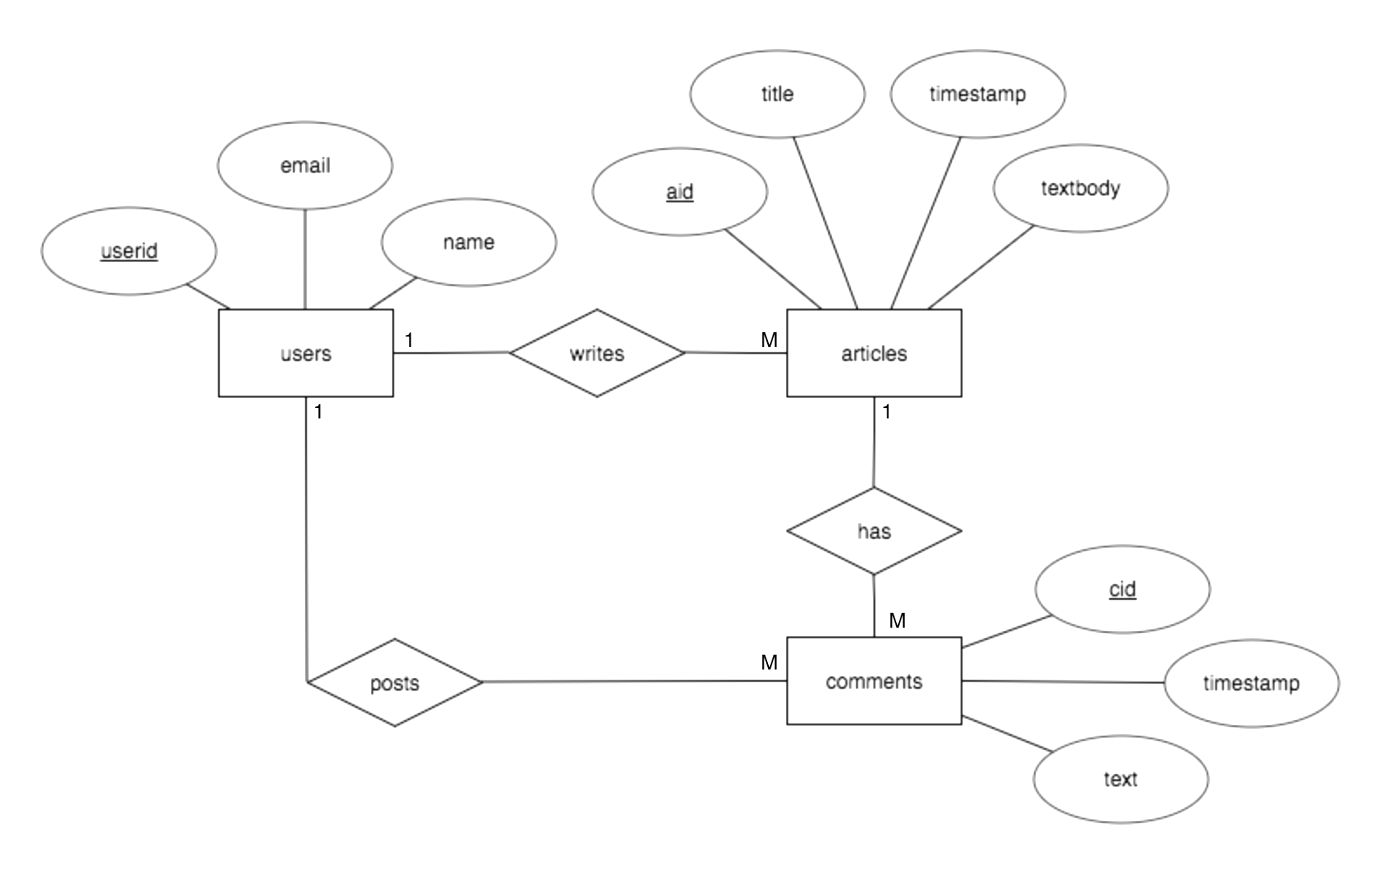 title
timestamp
email
aid
textbody
userid
name
users
1
writes
M
articles
1
1
has
cid
M
M
posts
comments
timestamp
text